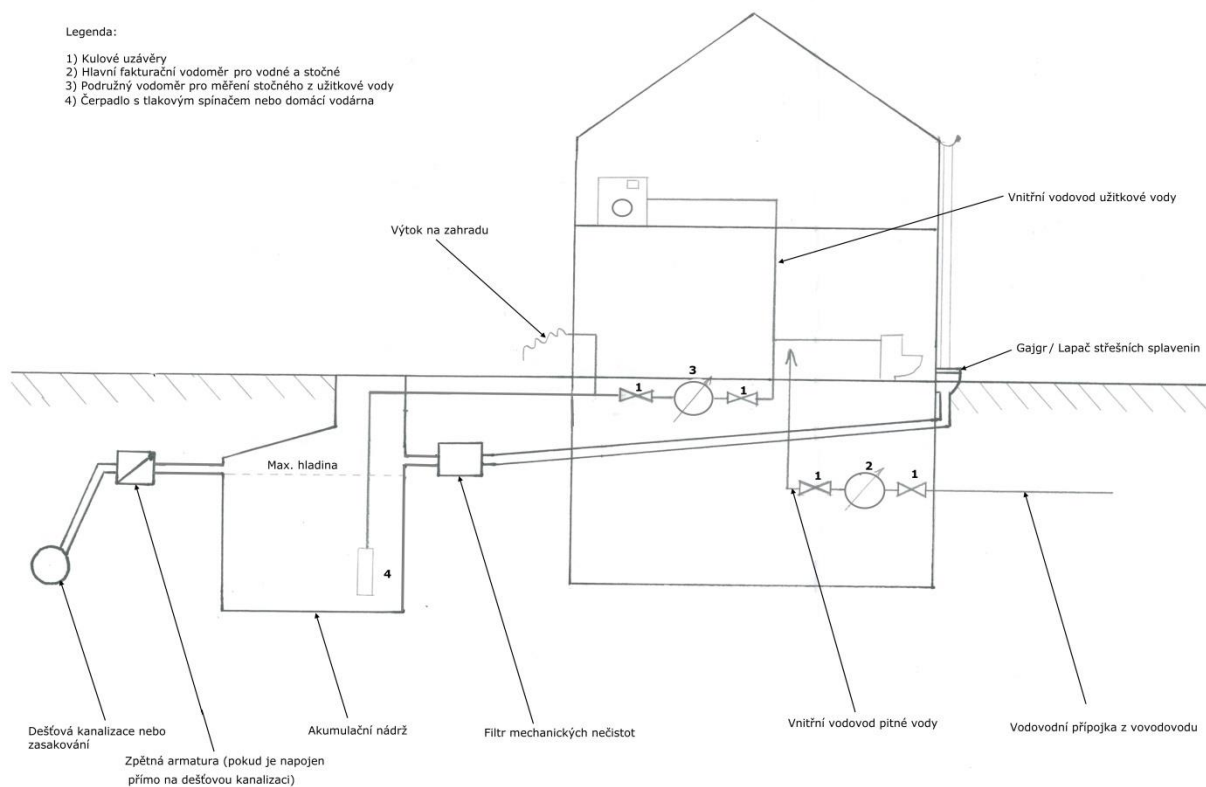 Legenda:
1) Kulové uzávěry
2) Hlavní fakturační vodoměr pro vodné a stočné
3) Podružný vodoměr pro měření stočného z užitkové vody
4) Čerpadlo s tlakovým spínačem nebo domácí vodárna
Vnitřní vodovod užitkové vody
Výtok na zahradu
Gajgr / Lapač střešních splavenin
3
1
1
Max. hladina
2
1
1
4
Dešťová kanalizace nebo
zasakování
Zpětná armatura (pokud je napojen
přímo na dešťovou kanalizaci)
Akumulační nádrž
Filtr mechanických nečistot
Vnitřní vodovod pitné vody
Vodovodní přípojka z vovodovodu